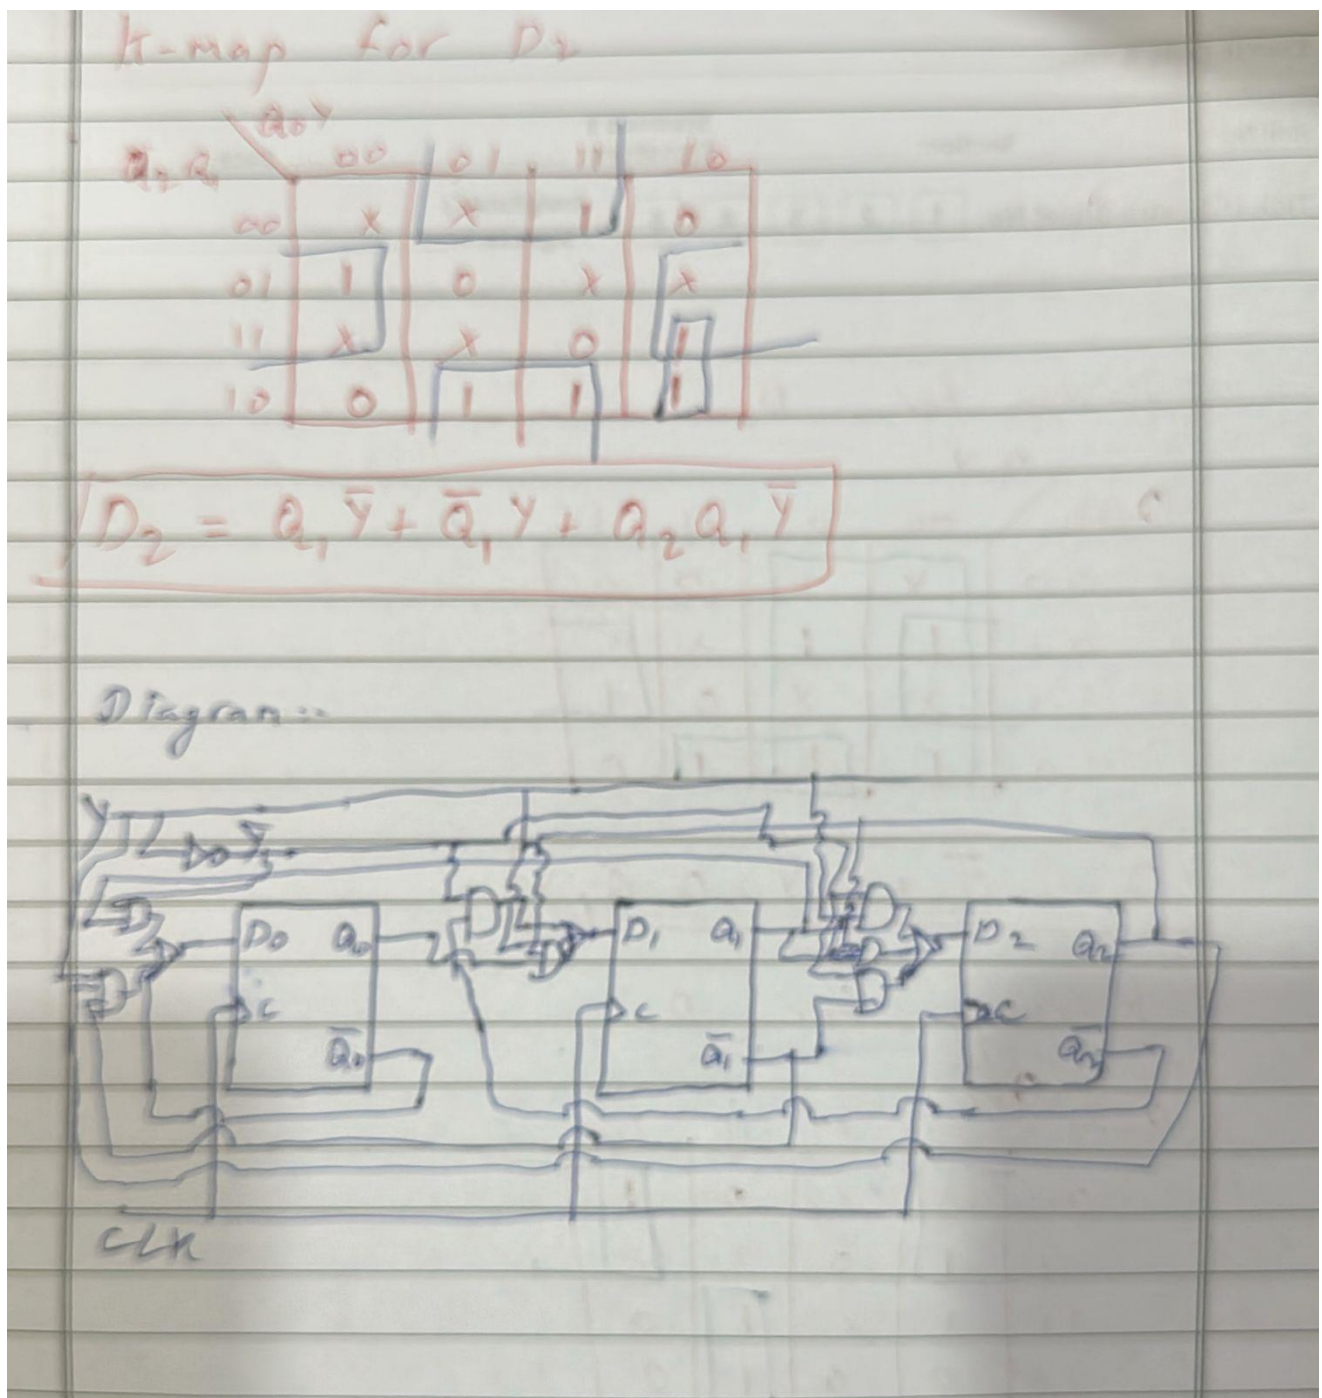 K-map for D2
Q0Y
Q2Q1 00 01 11 10
00 X X 1 0
01 1 0 X X
11 X X 0 1
10 0 1 1 1
D2 = Q1Ȳ + Q̄1Y + Q2Q1Ȳ
Diagram:-
Y
Ȳ
D0 Q0 D1 Q1 D2 Q2
C C C
Q̄0 Q̄1 Q̄2
CLK